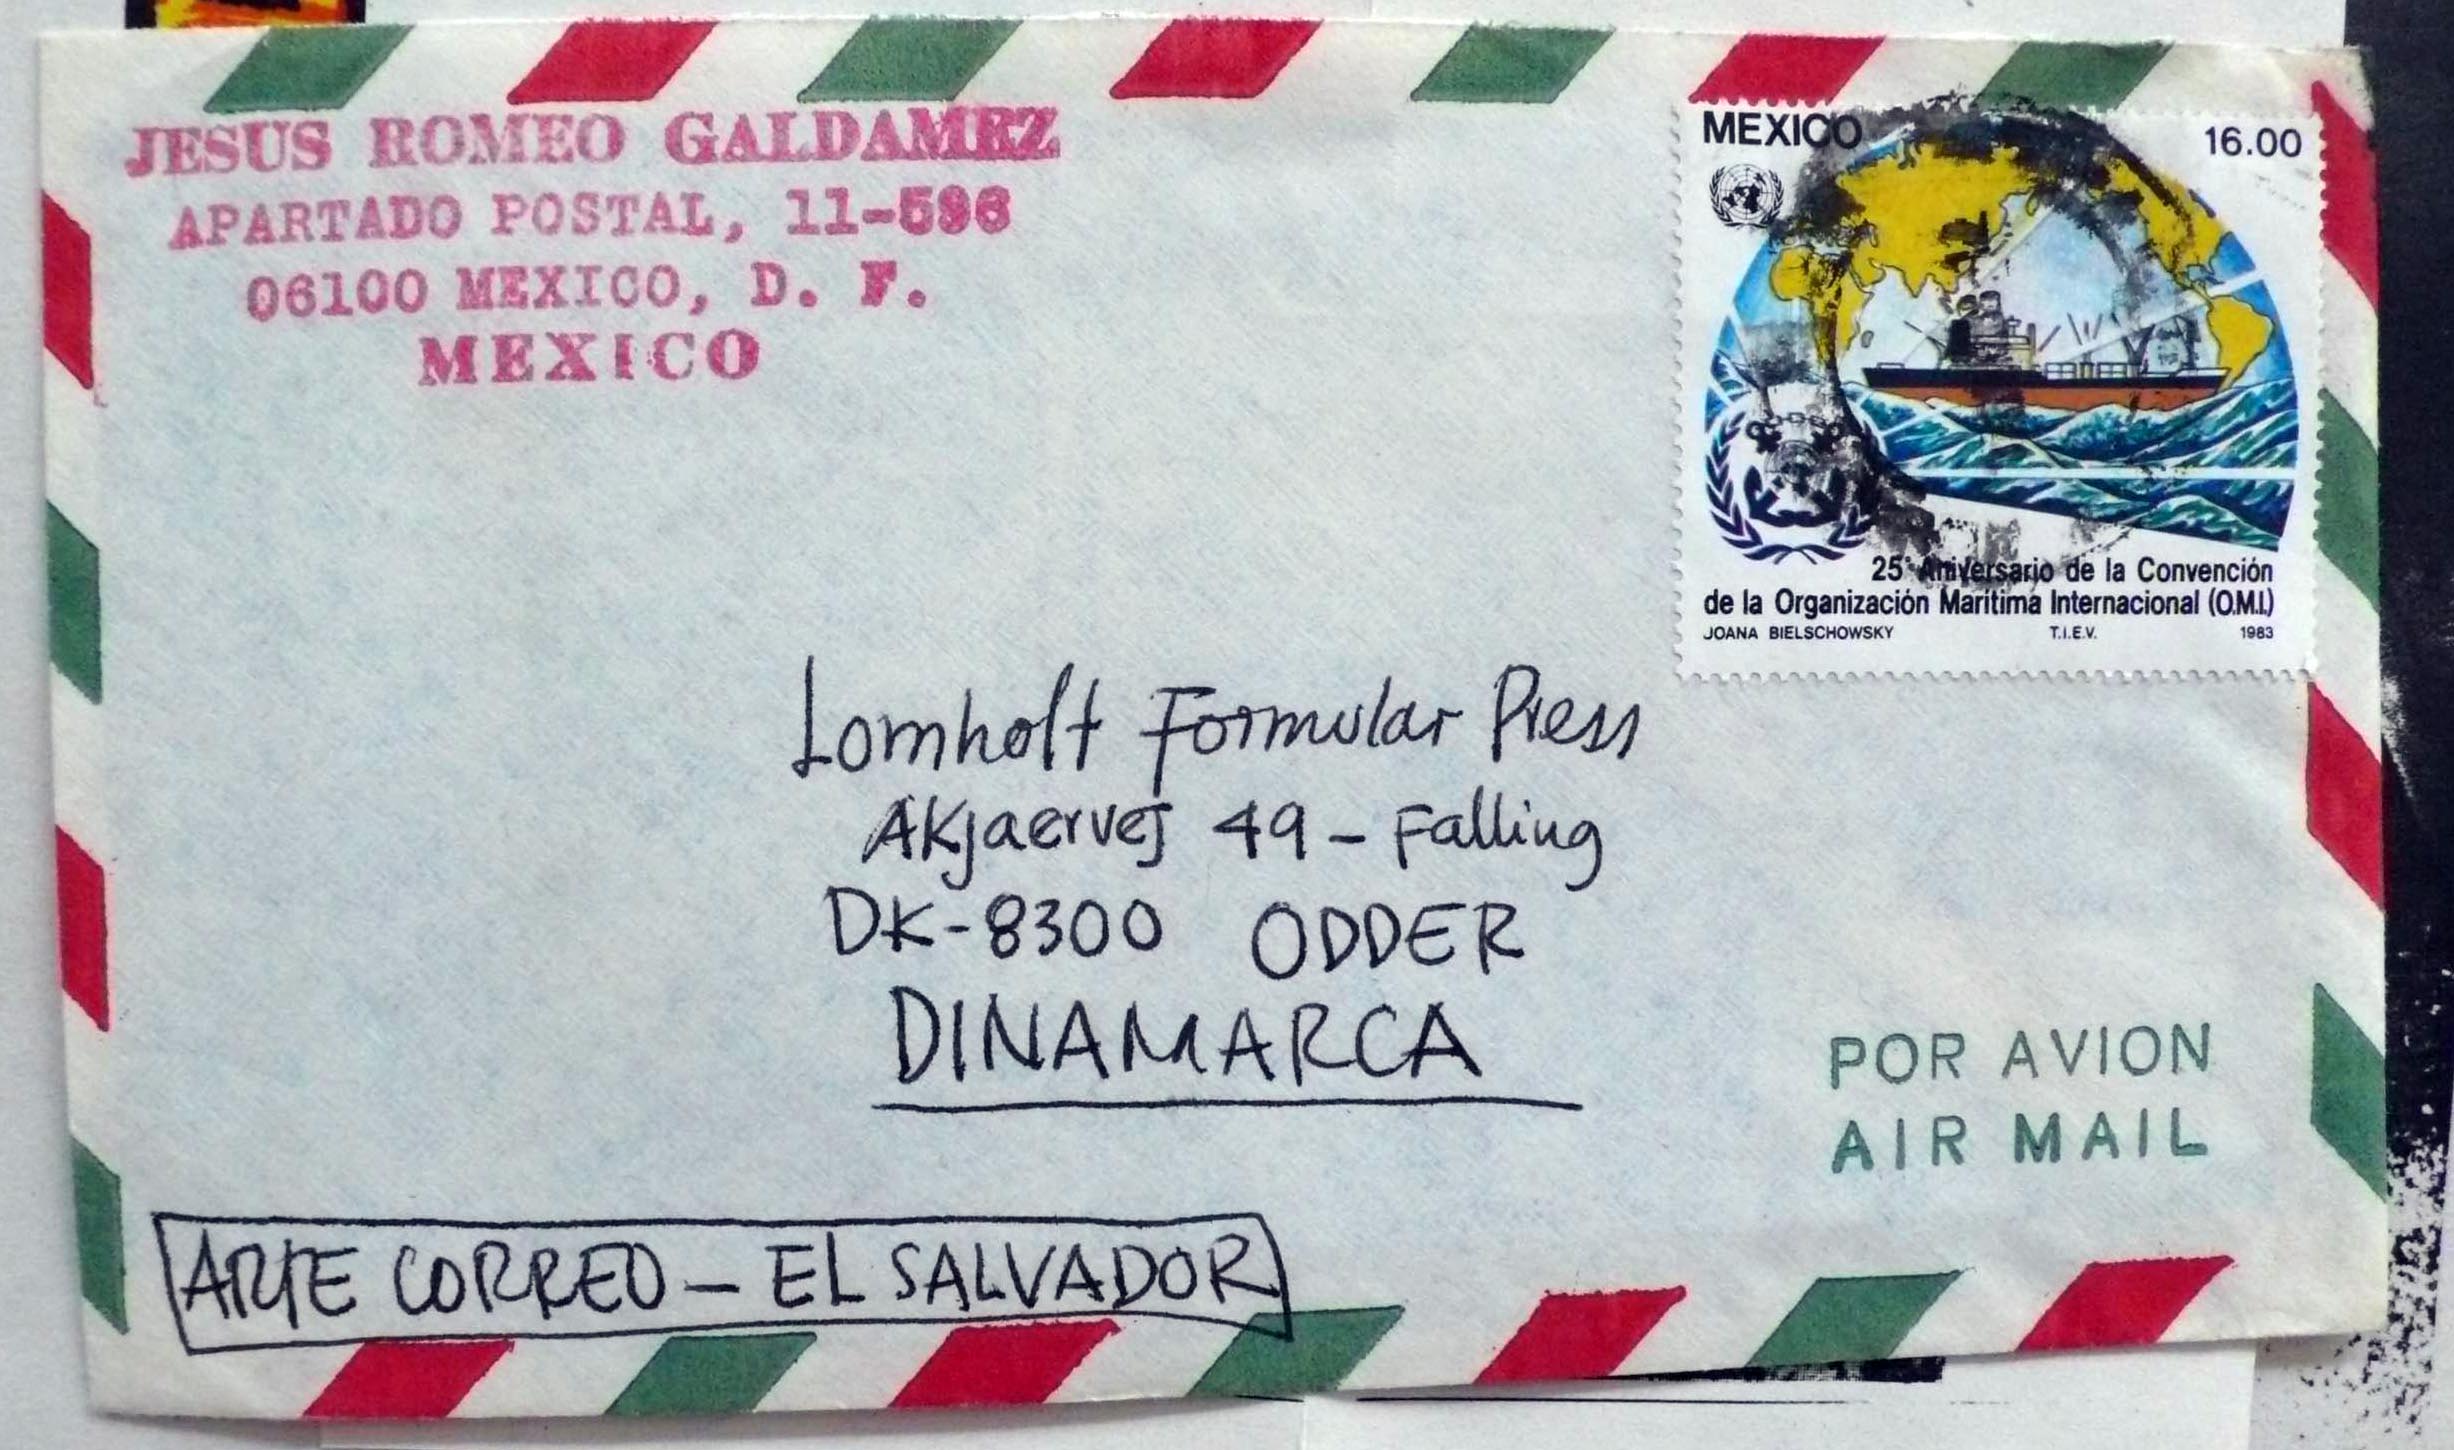 JESUS ROMEO GALDAMEZ
APARTADO POSTAL, 11-596
06100 MEXICO, D. F.
MEXICO
MEXICO 16.00
25° Aniversario de la Convención
de la Organización Marítima Internacional (O.M.I.)
JOANA BIELSCHOWSKY T.I.E.V. 1983
Lomholt Formular Press
AKjaervej 49 - Falling
DK-8300 ODDER
DINAMARCA
POR AVION
AIR MAIL
ARTE CORREO - EL SALVADOR